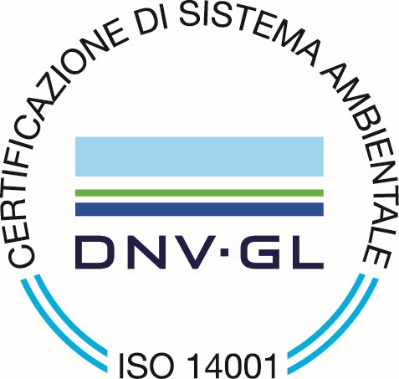 CERTIFICAZIONE DI SISTEMA AMBIENTALE
DNV·GL
ISO 14001